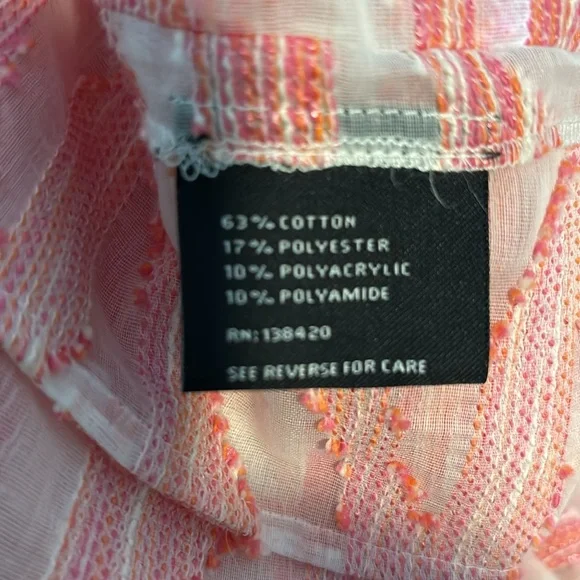 63% COTTON
17% POLYESTER
10% POLYACRYLIC
10% POLYAMIDE
RN: 138420
SEE REVERSE FOR CARE